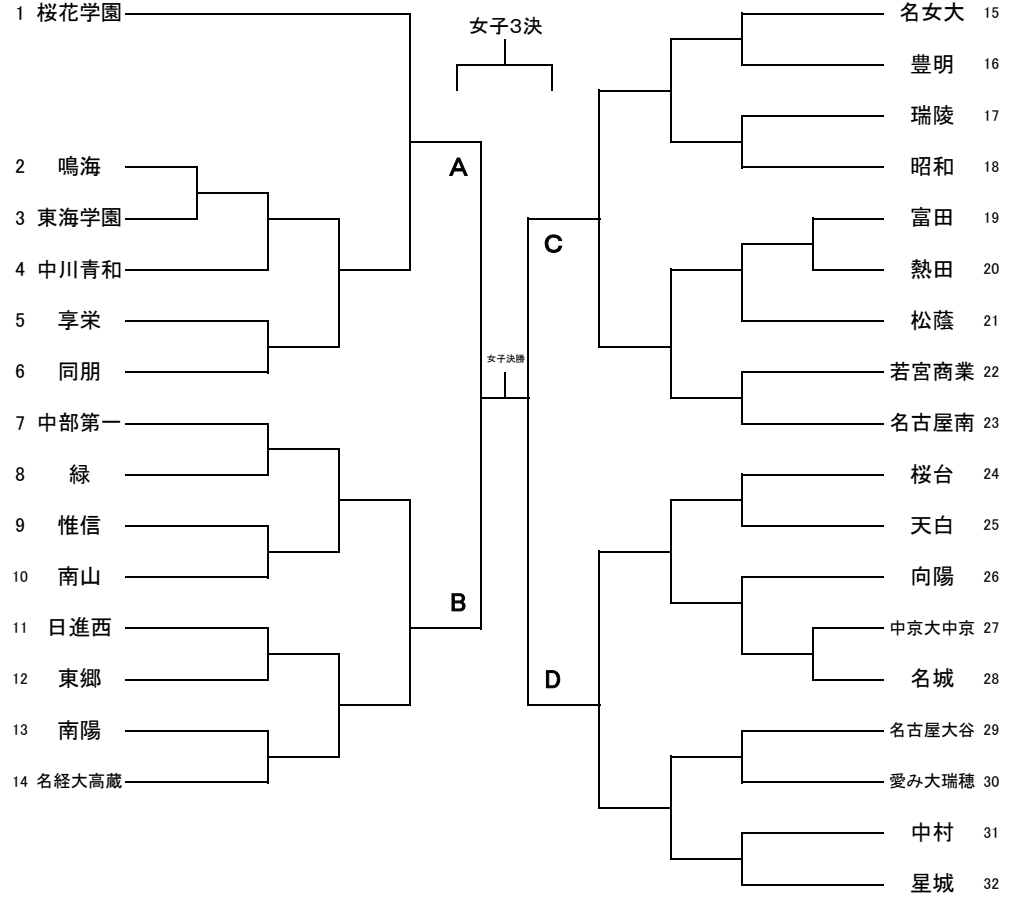 1 桜花学園
2 鳴海
3 東海学園
4 中川青和
5 享栄
6 同朋
7 中部第一
8 緑
9 惟信
10 南山
11 日進西
12 東郷
13 南陽
14 名経大高蔵
女子3決
A
B
女子決勝
C
D
名女大 15
豊明 16
瑞陵 17
昭和 18
富田 19
熱田 20
松蔭 21
若宮商業 22
名古屋南 23
桜台 24
天白 25
向陽 26
中京大中京 27
名城 28
名古屋大谷 29
愛み大瑞穂 30
中村 31
星城 32